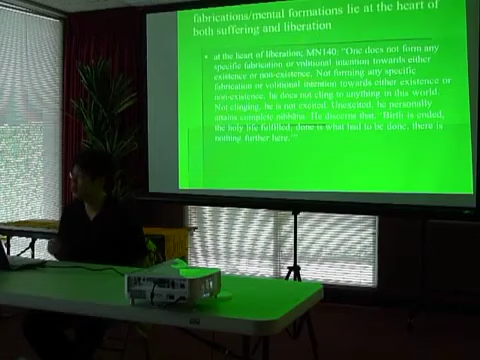 fabrications/mental formations lie at the heart of
both suffering and liberation
• at the heart of liberation; MN140: "One does not form any
specific fabrication or volitional intention towards either
existence or non-existence. Not forming any specific
fabrication or volitional intention towards either existence or
non-existence, he does not cling to anything in this world.
Not clinging, he is not excited. Unexcited, he personally
attains complete nibbāna. He discerns that, 'Birth is ended,
the holy life fulfilled, done is what had to be done, there is
nothing further here.'"